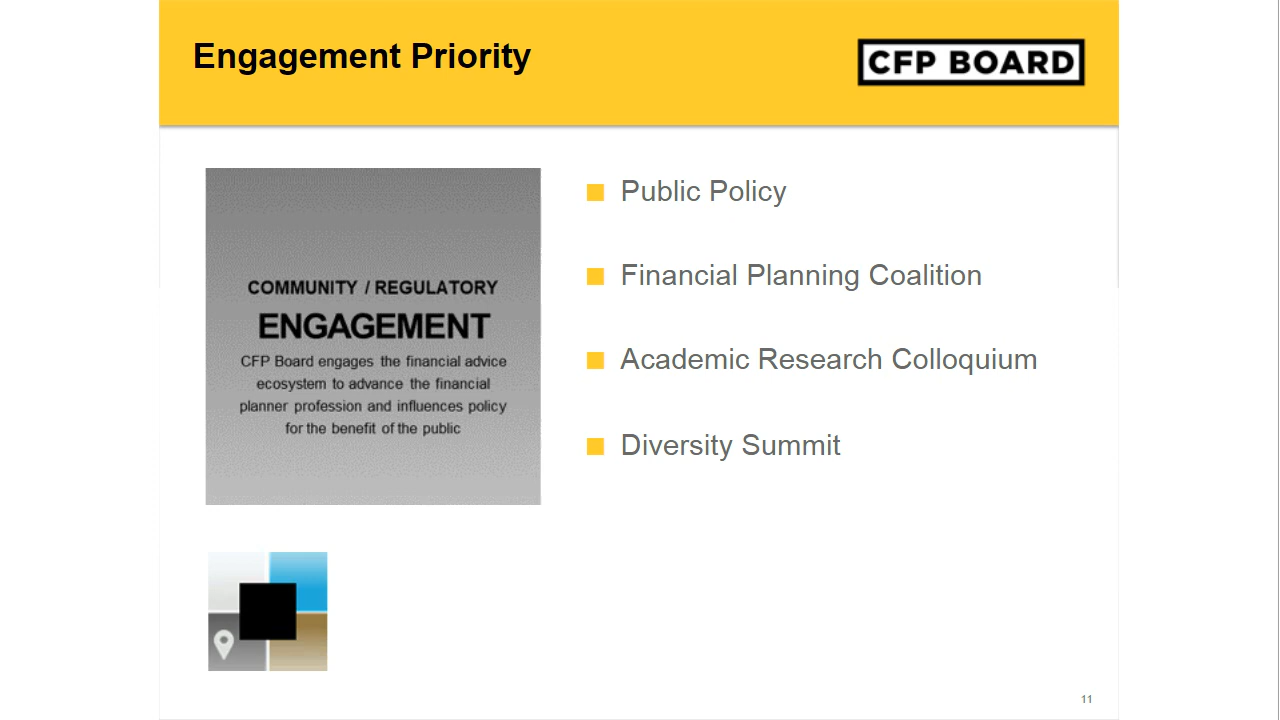 Engagement Priority
CFP BOARD
COMMUNITY / REGULATORY
ENGAGEMENT
CFP Board engages the financial advice
ecosystem to advance the financial
planner profession and influences policy
for the benefit of the public
Public Policy
Financial Planning Coalition
Academic Research Colloquium
Diversity Summit
11